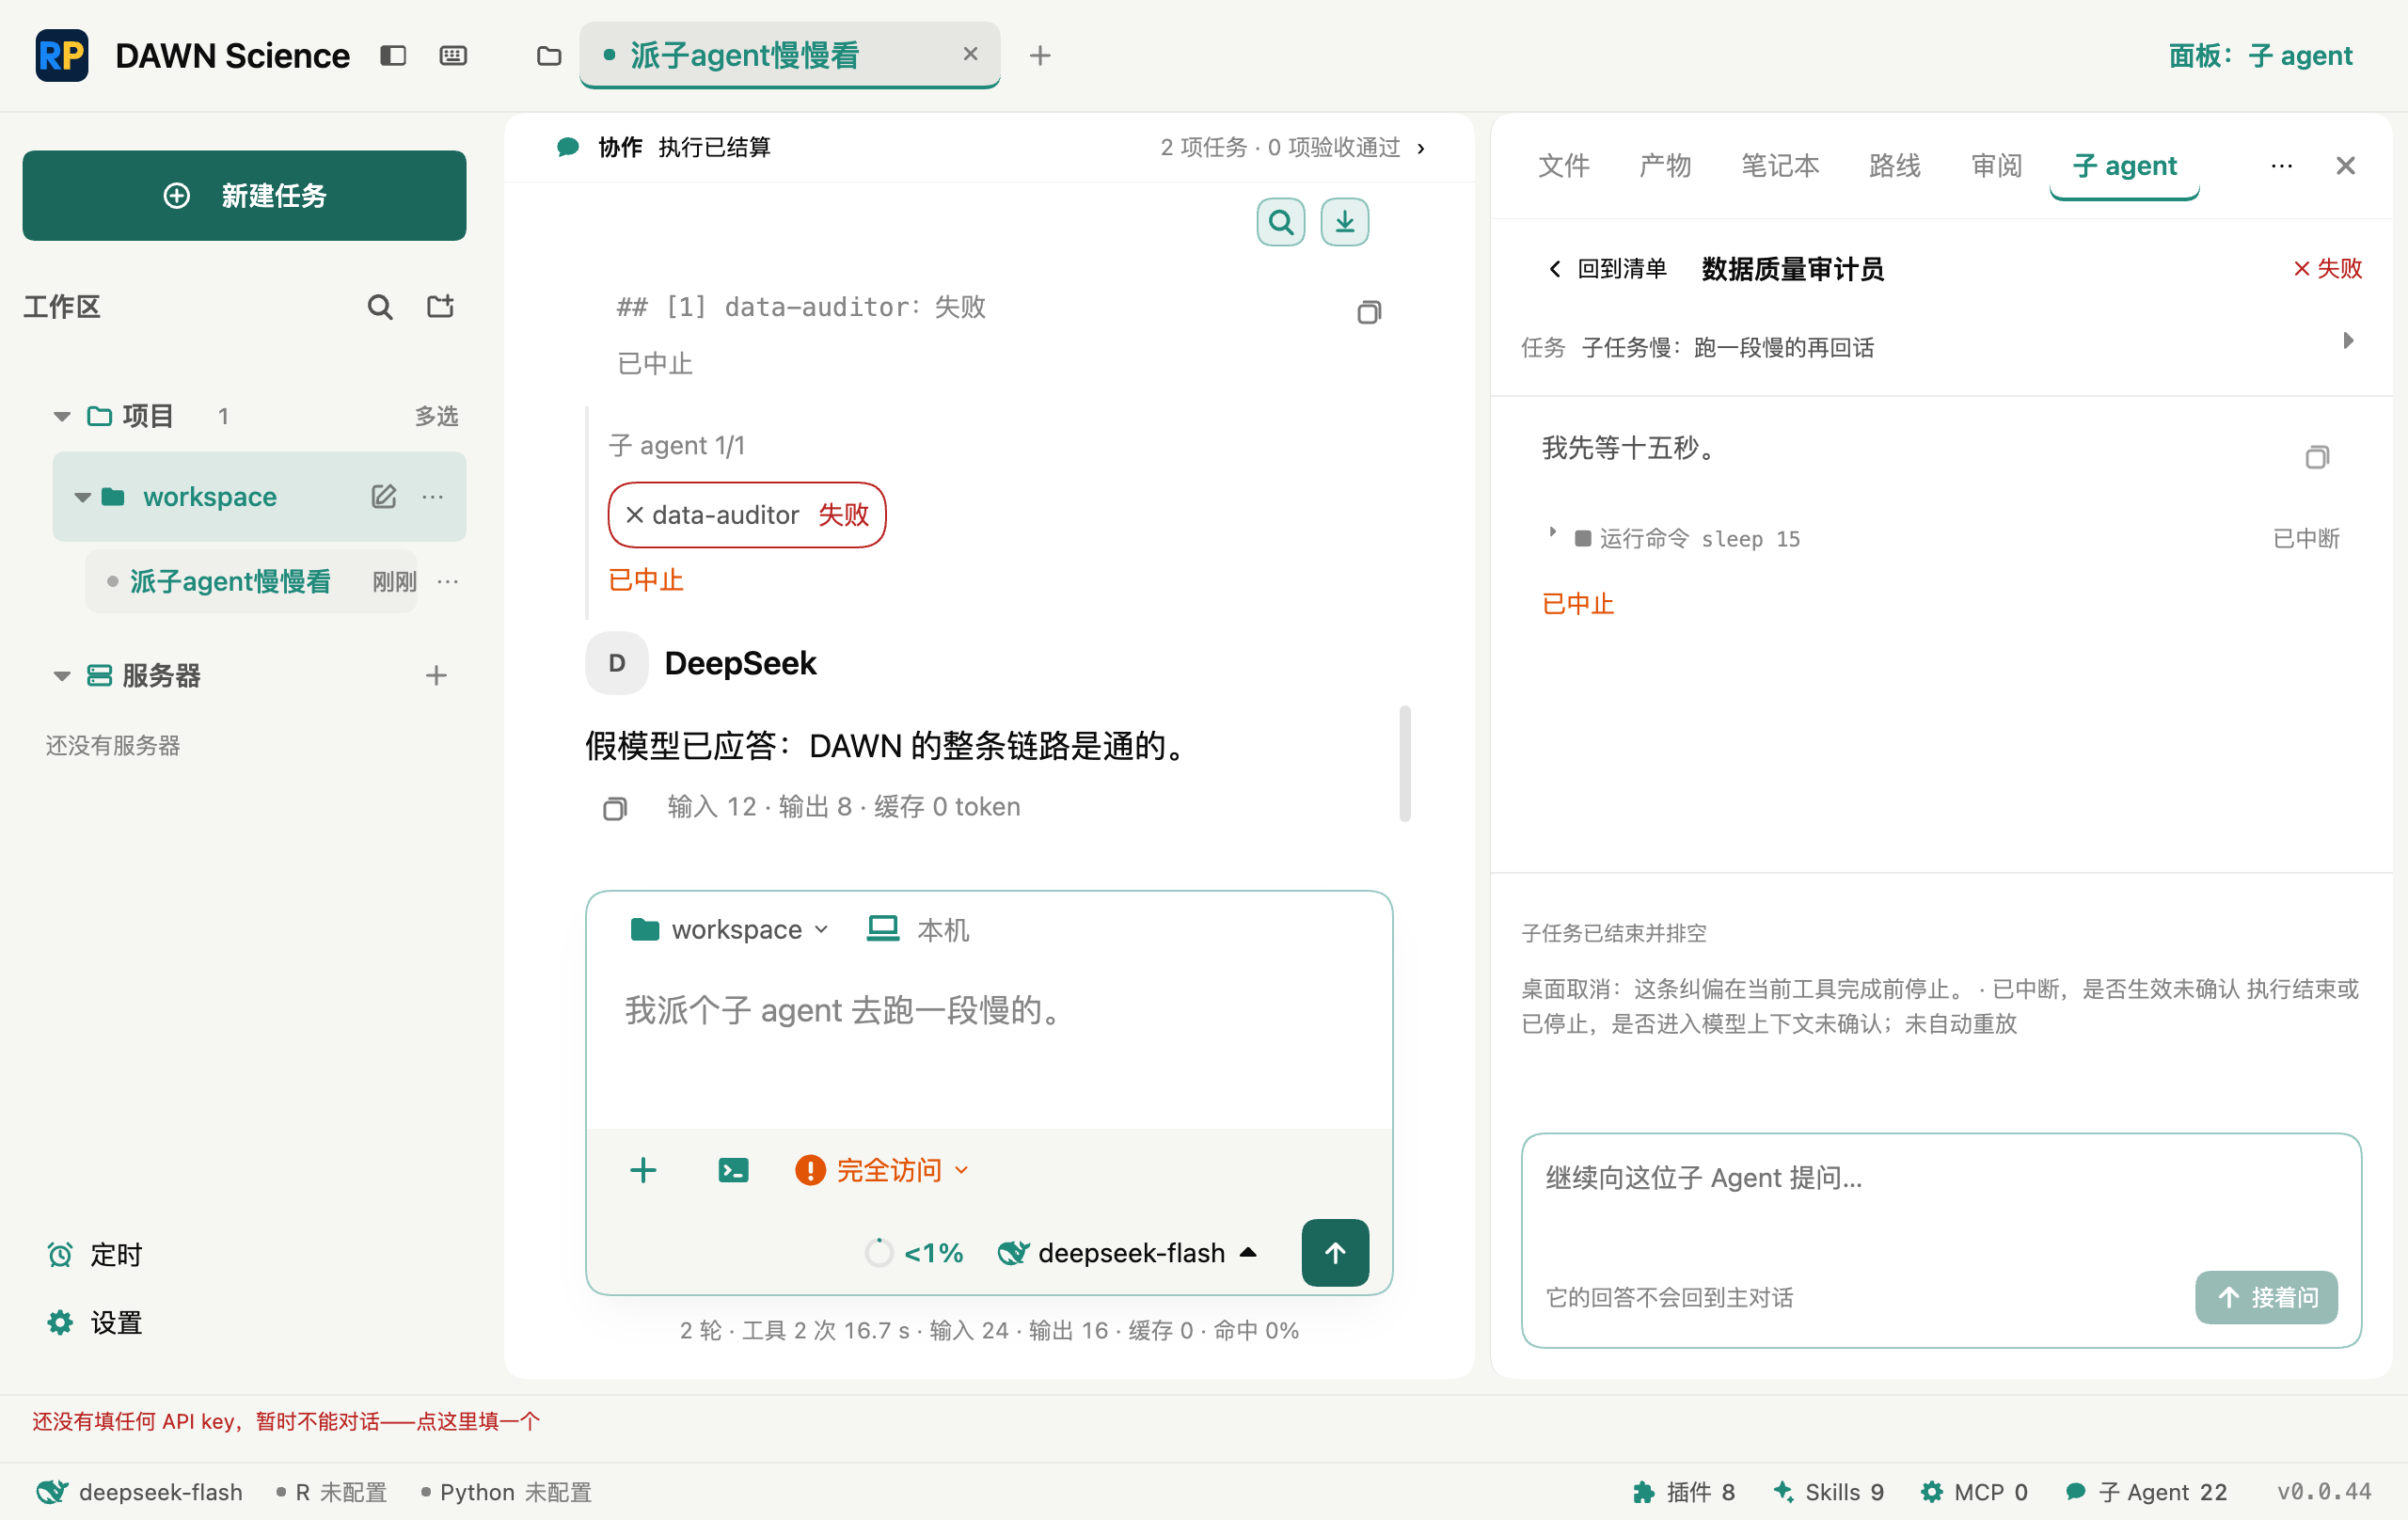 RP DAWN Science
派子agent慢慢看
面板：子 agent
新建任务
工作区
项目 1 多选
workspace
派子agent慢慢看 刚刚
服务器
还没有服务器
定时
设置
协作 执行已结算 2 项任务 · 0 项验收通过 ›
## [1] data-auditor：失败
已中止
子 agent 1/1
data-auditor 失败
已中止
D DeepSeek
假模型已应答：DAWN 的整条链路是通的。
输入 12 · 输出 8 · 缓存 0 token
workspace 本机
我派个子 agent 去跑一段慢的。
完全访问
<1% deepseek-flash
2 轮 · 工具 2 次 16.7 s · 输入 24 · 输出 16 · 缓存 0 · 命中 0%
文件 产物 笔记本 路线 审阅 子 agent
回到清单 数据质量审计员 失败
任务 子任务慢：跑一段慢的再回话
我先等十五秒。
运行命令 sleep 15 已中断
已中止
子任务已结束并排空
桌面取消：这条纠偏在当前工具完成前停止。 · 已中断，是否生效未确认 执行结束或
已停止，是否进入模型上下文未确认；未自动重放
继续向这位子 Agent 提问...
它的回答不会回到主对话 接着问
还没有填任何 API key，暂时不能对话——点这里填一个
deepseek-flash R 未配置 Python 未配置 插件 8 Skills 9 MCP 0 子 Agent 22 v0.0.44